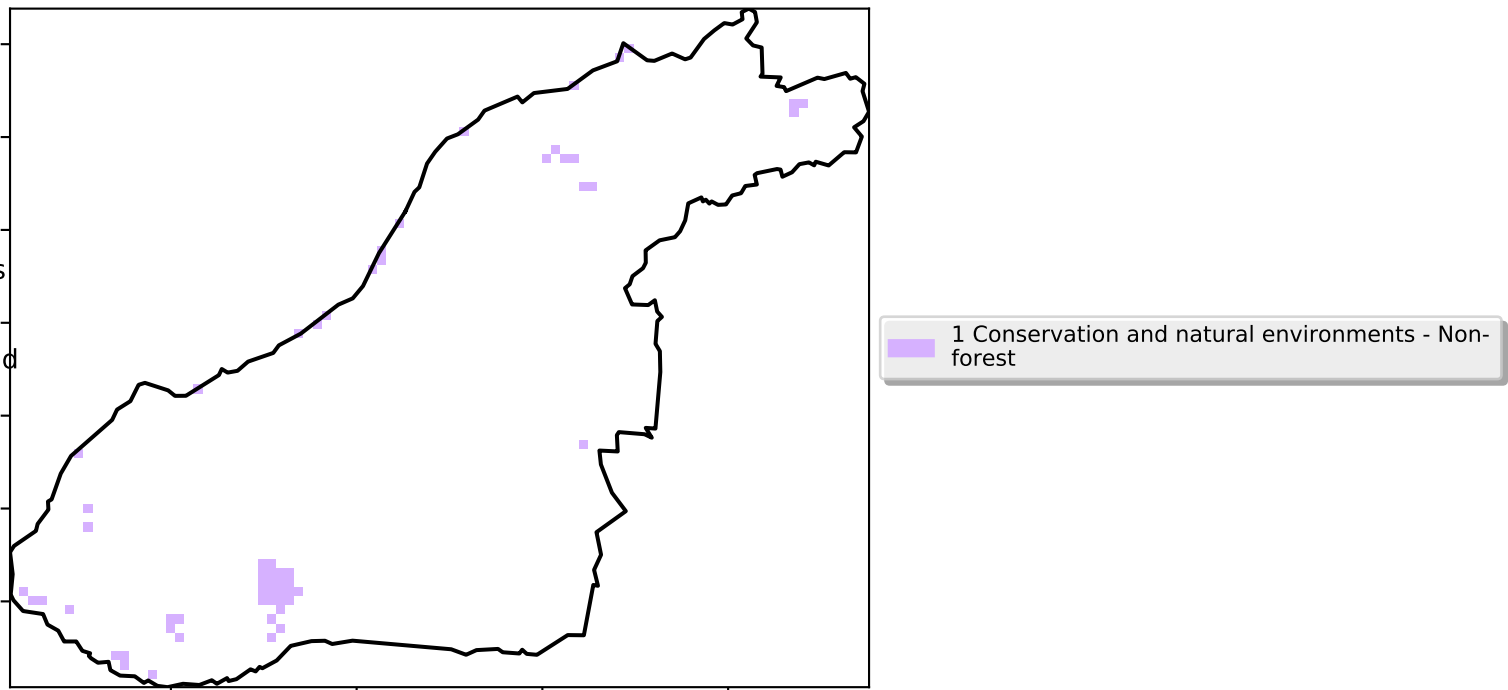 s
d
1 Conservation and natural environments - Non-
forest